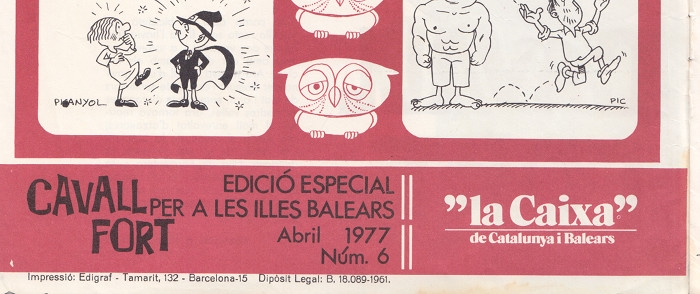 PLANYOL
PIC
CAVALL
FORT
EDICIÓ ESPECIAL
PER A LES ILLES BALEARS
Abril 1977
Núm. 6
"la Caixa"
de Catalunya i Balears
Impressió: Edigraf - Tamarit, 132 - Barcelona-15 Dipòsit Legal: B. 18.089-1961.